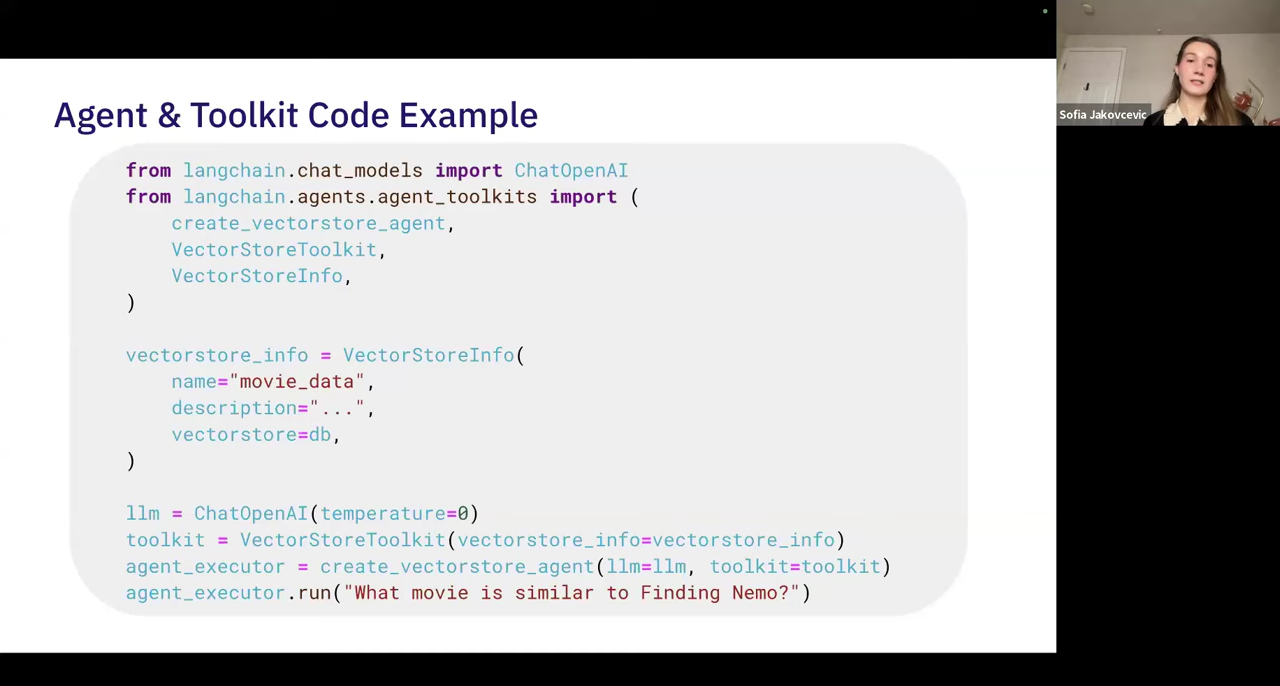 Agent & Toolkit Code Example
from langchain.chat_models import ChatOpenAI
from langchain.agents.agent_toolkits import (
    create_vectorstore_agent,
    VectorStoreToolkit,
    VectorStoreInfo,
)

vectorstore_info = VectorStoreInfo(
    name="movie_data",
    description="...",
    vectorstore=db,
)

llm = ChatOpenAI(temperature=0)
toolkit = VectorStoreToolkit(vectorstore_info=vectorstore_info)
agent_executor = create_vectorstore_agent(llm=llm, toolkit=toolkit)
agent_executor.run("What movie is similar to Finding Nemo?")
Sofia Jakovcevic